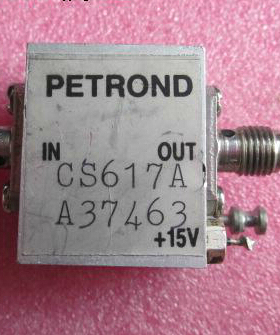 PETROND
IN OUT
CS617A
A37463
+15V